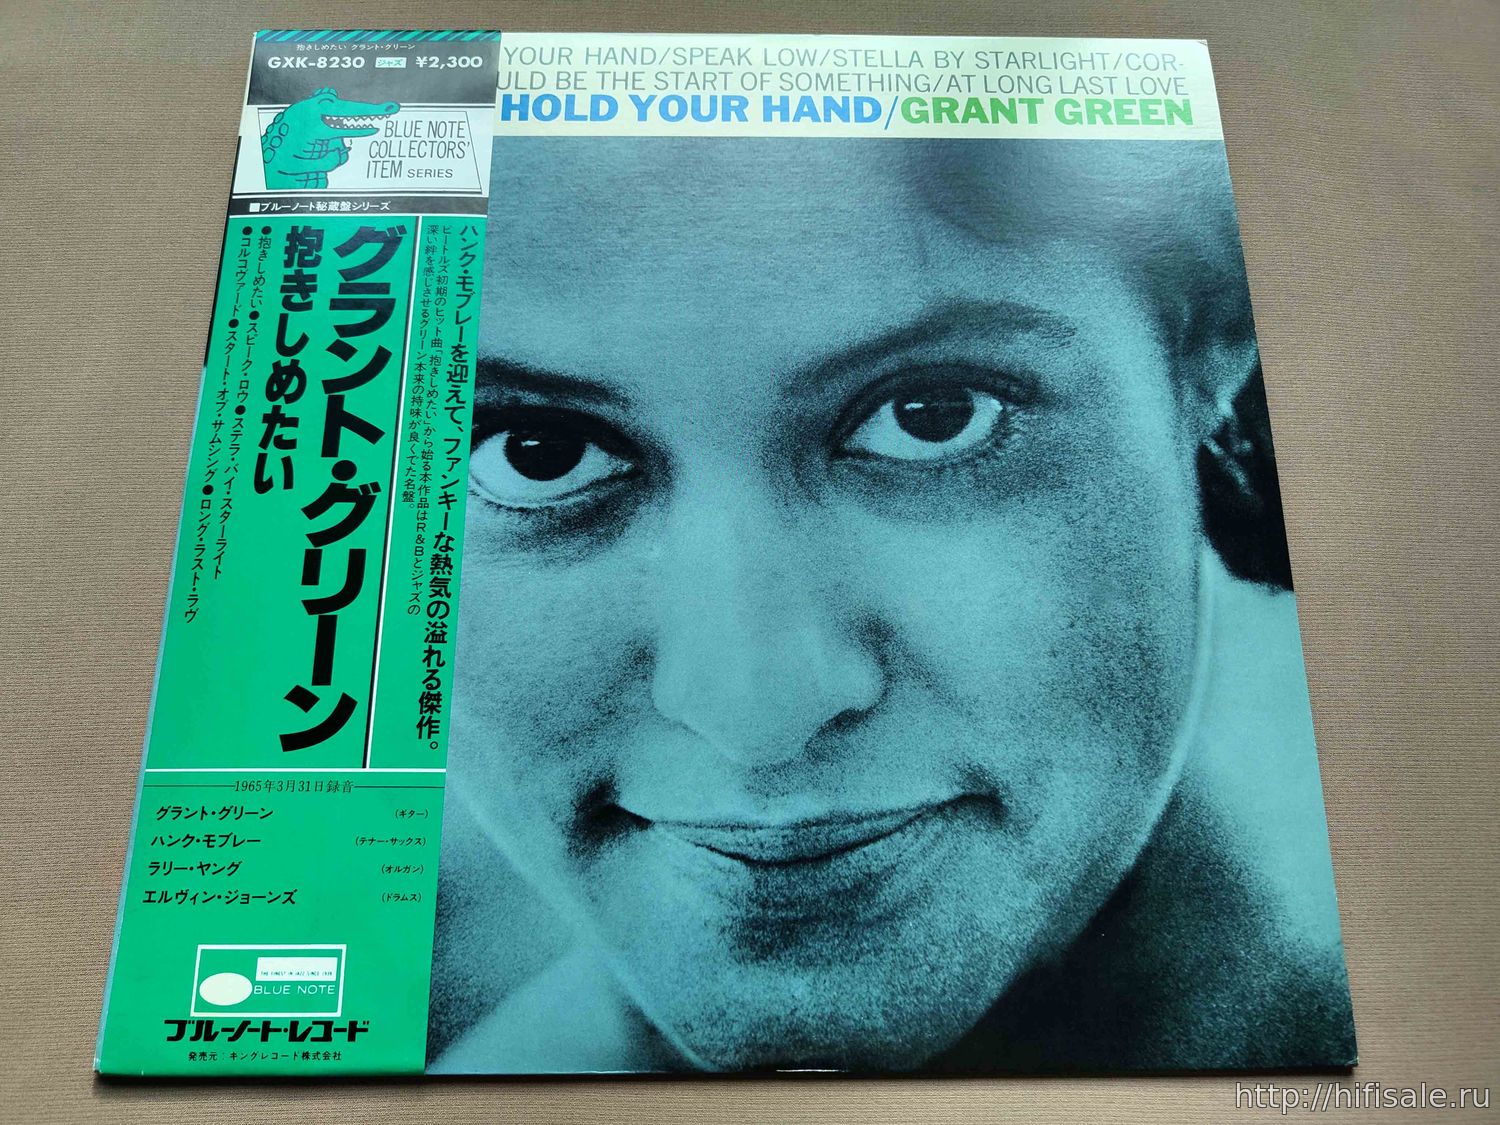 抱きしめたい グラント・グリーン
GXK-8230 ジャズ ¥2,300
BLUE NOTE
COLLECTORS'
ITEM SERIES
■ブルーノート秘蔵盤シリーズ
ハンク・モブレーを迎えて、ファンキーな熱気の溢れる傑作。
ビートルズ初期のヒット曲「抱きしめたい」から始る本作品はR&Bとジャズの
深い絆を感じさせるグリーン本来の持味が良くでた名盤。
グラント・グリーン
抱きしめたい
●抱きしめたい●スピーク・ロウ●ステラ・バイ・スターライト
●コルコヴァード●スタート・オブ・サムシング●ロング・ラスト・ラヴ
1965年3月31日録音
グラント・グリーン (ギター)
ハンク・モブレー (テナー・サックス)
ラリー・ヤング (オルガン)
エルヴィン・ジョーンズ (ドラムス)
THE FINEST IN JAZZ SINCE 1939
BLUE NOTE
ブルーノート・レコード
発売元:キングレコード株式会社
YOUR HAND/SPEAK LOW/STELLA BY STARLIGHT/COR-
ULD BE THE START OF SOMETHING/AT LONG LAST LOVE
HOLD YOUR HAND/GRANT GREEN
http://hifisale.ru